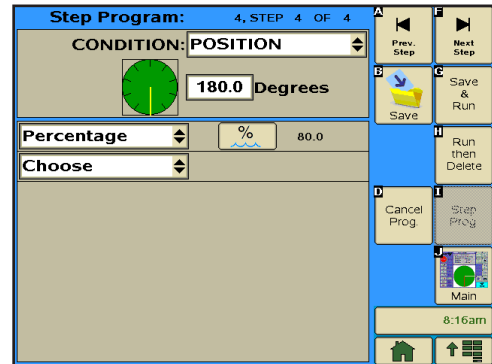 Step Program: 4, STEP 4 OF 4
CONDITION: POSITION
180.0 Degrees
Percentage % 80.0
Choose
A
Prev.
Step
F
Next
Step
B
Save
G
Save
&
Run
H
Run
then
Delete
D
Cancel
Prog.
I
Step
Prog
J
Main
8:16am